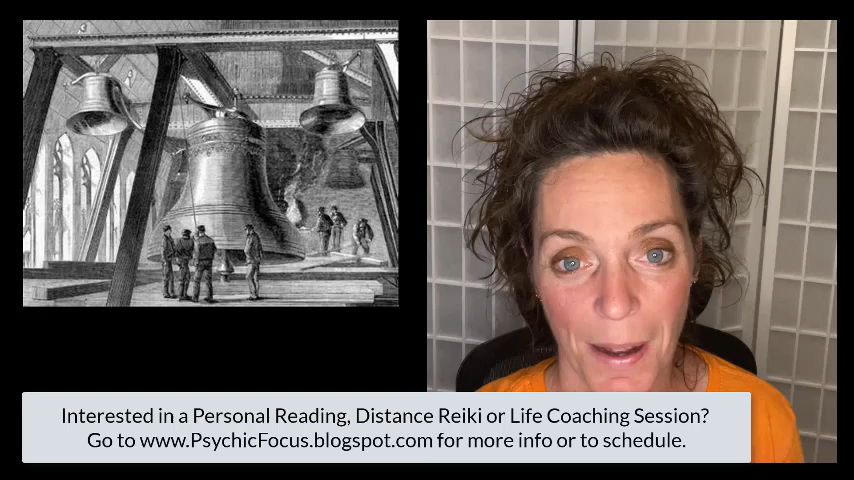 Interested in a Personal Reading, Distance Reiki or Life Coaching Session?
Go to www.PsychicFocus.blogspot.com for more info or to schedule.